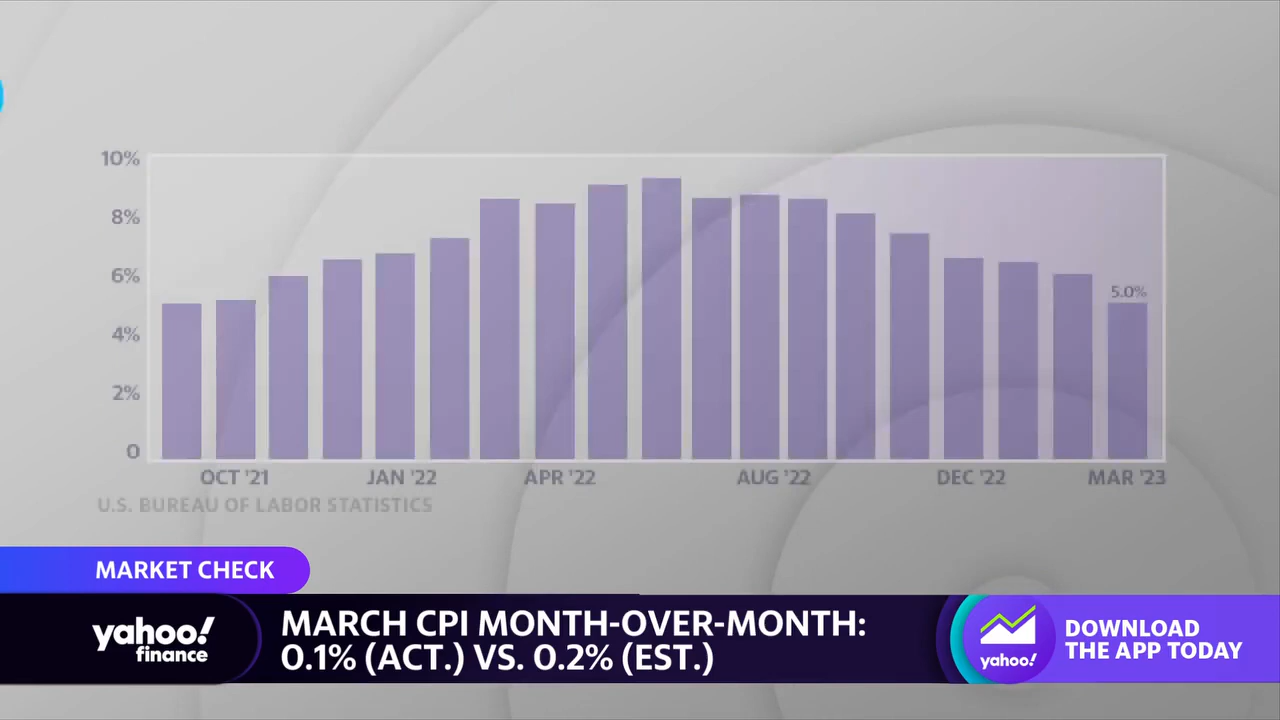 10%
8%
6%
4%
2%
0
5.0%
OCT '21 JAN '22 APR '22 AUG '22 DEC '22 MAR '23
U.S. BUREAU OF LABOR STATISTICS
MARKET CHECK
yahoo!
finance
MARCH CPI MONTH-OVER-MONTH:
0.1% (ACT.) VS. 0.2% (EST.)
yahoo!
DOWNLOAD
THE APP TODAY